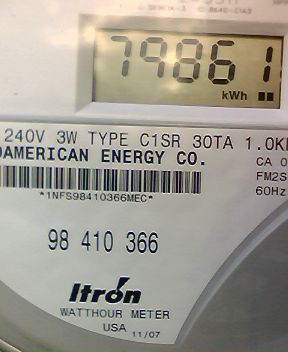 79861
kWh
240V 3W TYPE C1SR 30TA 1.0K
AMERICAN ENERGY CO.
CA 0
FM2S
60Hz
*1NFS98410366MEC*
98 410 366
Itrón
WATTHOUR METER
USA 11/07